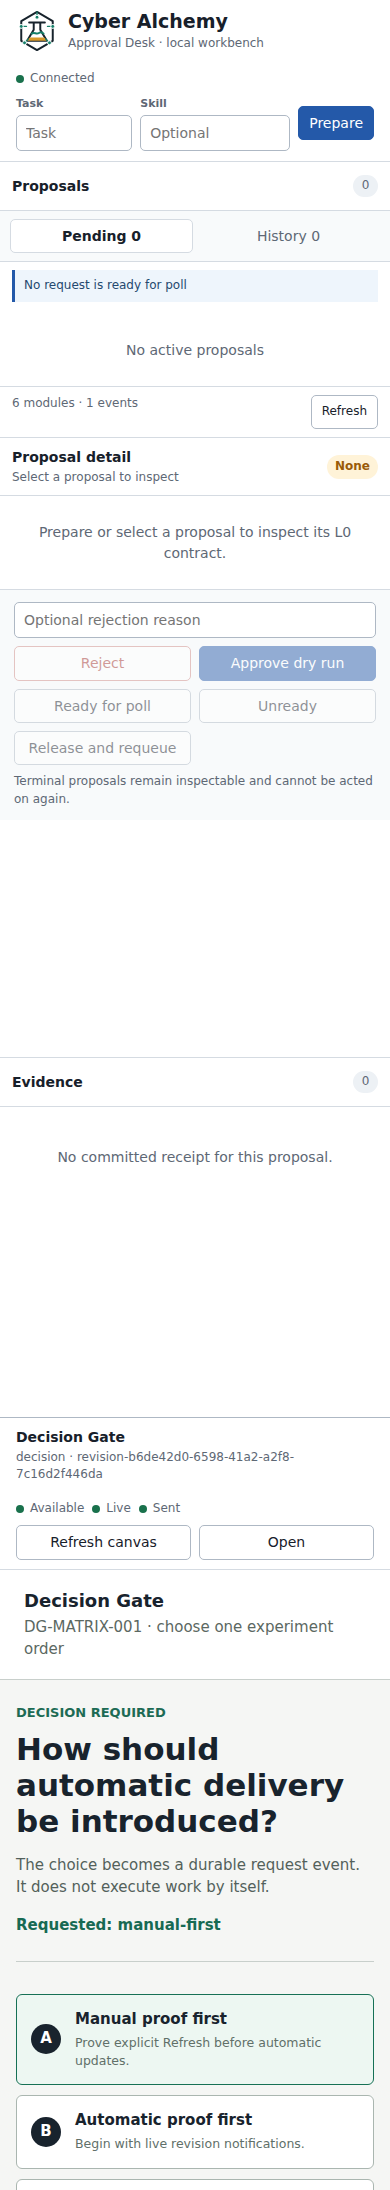 Cyber Alchemy
Approval Desk · local workbench
Connected
Task
Skill
Task
Optional
Prepare
Proposals
0
Pending 0
History 0
No request is ready for poll
No active proposals
6 modules · 1 events
Refresh
Proposal detail
Select a proposal to inspect
None
Prepare or select a proposal to inspect its L0
contract.
Optional rejection reason
Reject
Approve dry run
Ready for poll
Unready
Release and requeue
Terminal proposals remain inspectable and cannot be acted
on again.
Evidence
0
No committed receipt for this proposal.
Decision Gate
decision · revision-b6de42d0-6598-41a2-a2f8-
7c16d2f446da
Available
Live
Sent
Refresh canvas
Open
Decision Gate
DG-MATRIX-001 · choose one experiment
order
DECISION REQUIRED
How should
automatic delivery
be introduced?
The choice becomes a durable request event.
It does not execute work by itself.
Requested: manual-first
A
Manual proof first
Prove explicit Refresh before automatic
updates.
B
Automatic proof first
Begin with live revision notifications.